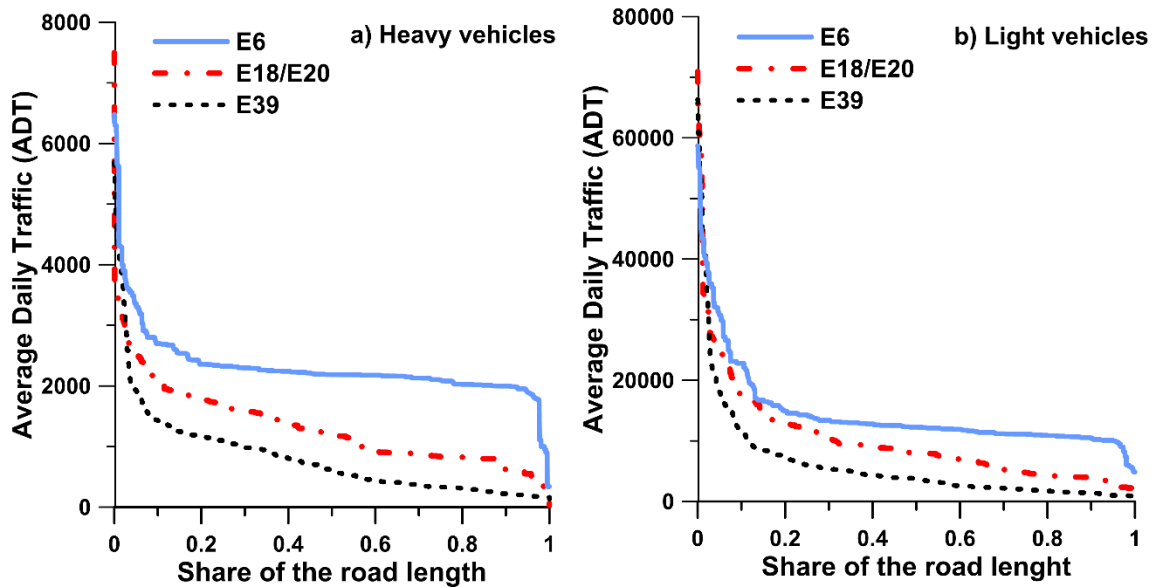 a) Heavy vehicles
E6
E18/E20
E39
Average Daily Traffic (ADT)
8000
6000
4000
2000
0
0
0.2
0.4
0.6
0.8
1
Share of the road length
b) Light vehicles
E6
E18/E20
E39
Average Daily Traffic (ADT)
80000
60000
40000
20000
0
0
0.2
0.4
0.6
0.8
1
Share of the road lenght